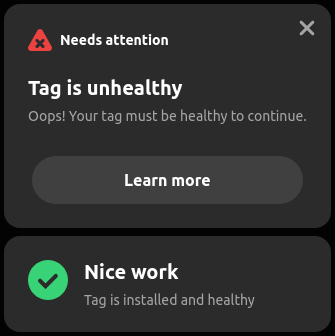 Needs attention
Tag is unhealthy
Oops! Your tag must be healthy to continue.
Learn more
Nice work
Tag is installed and healthy